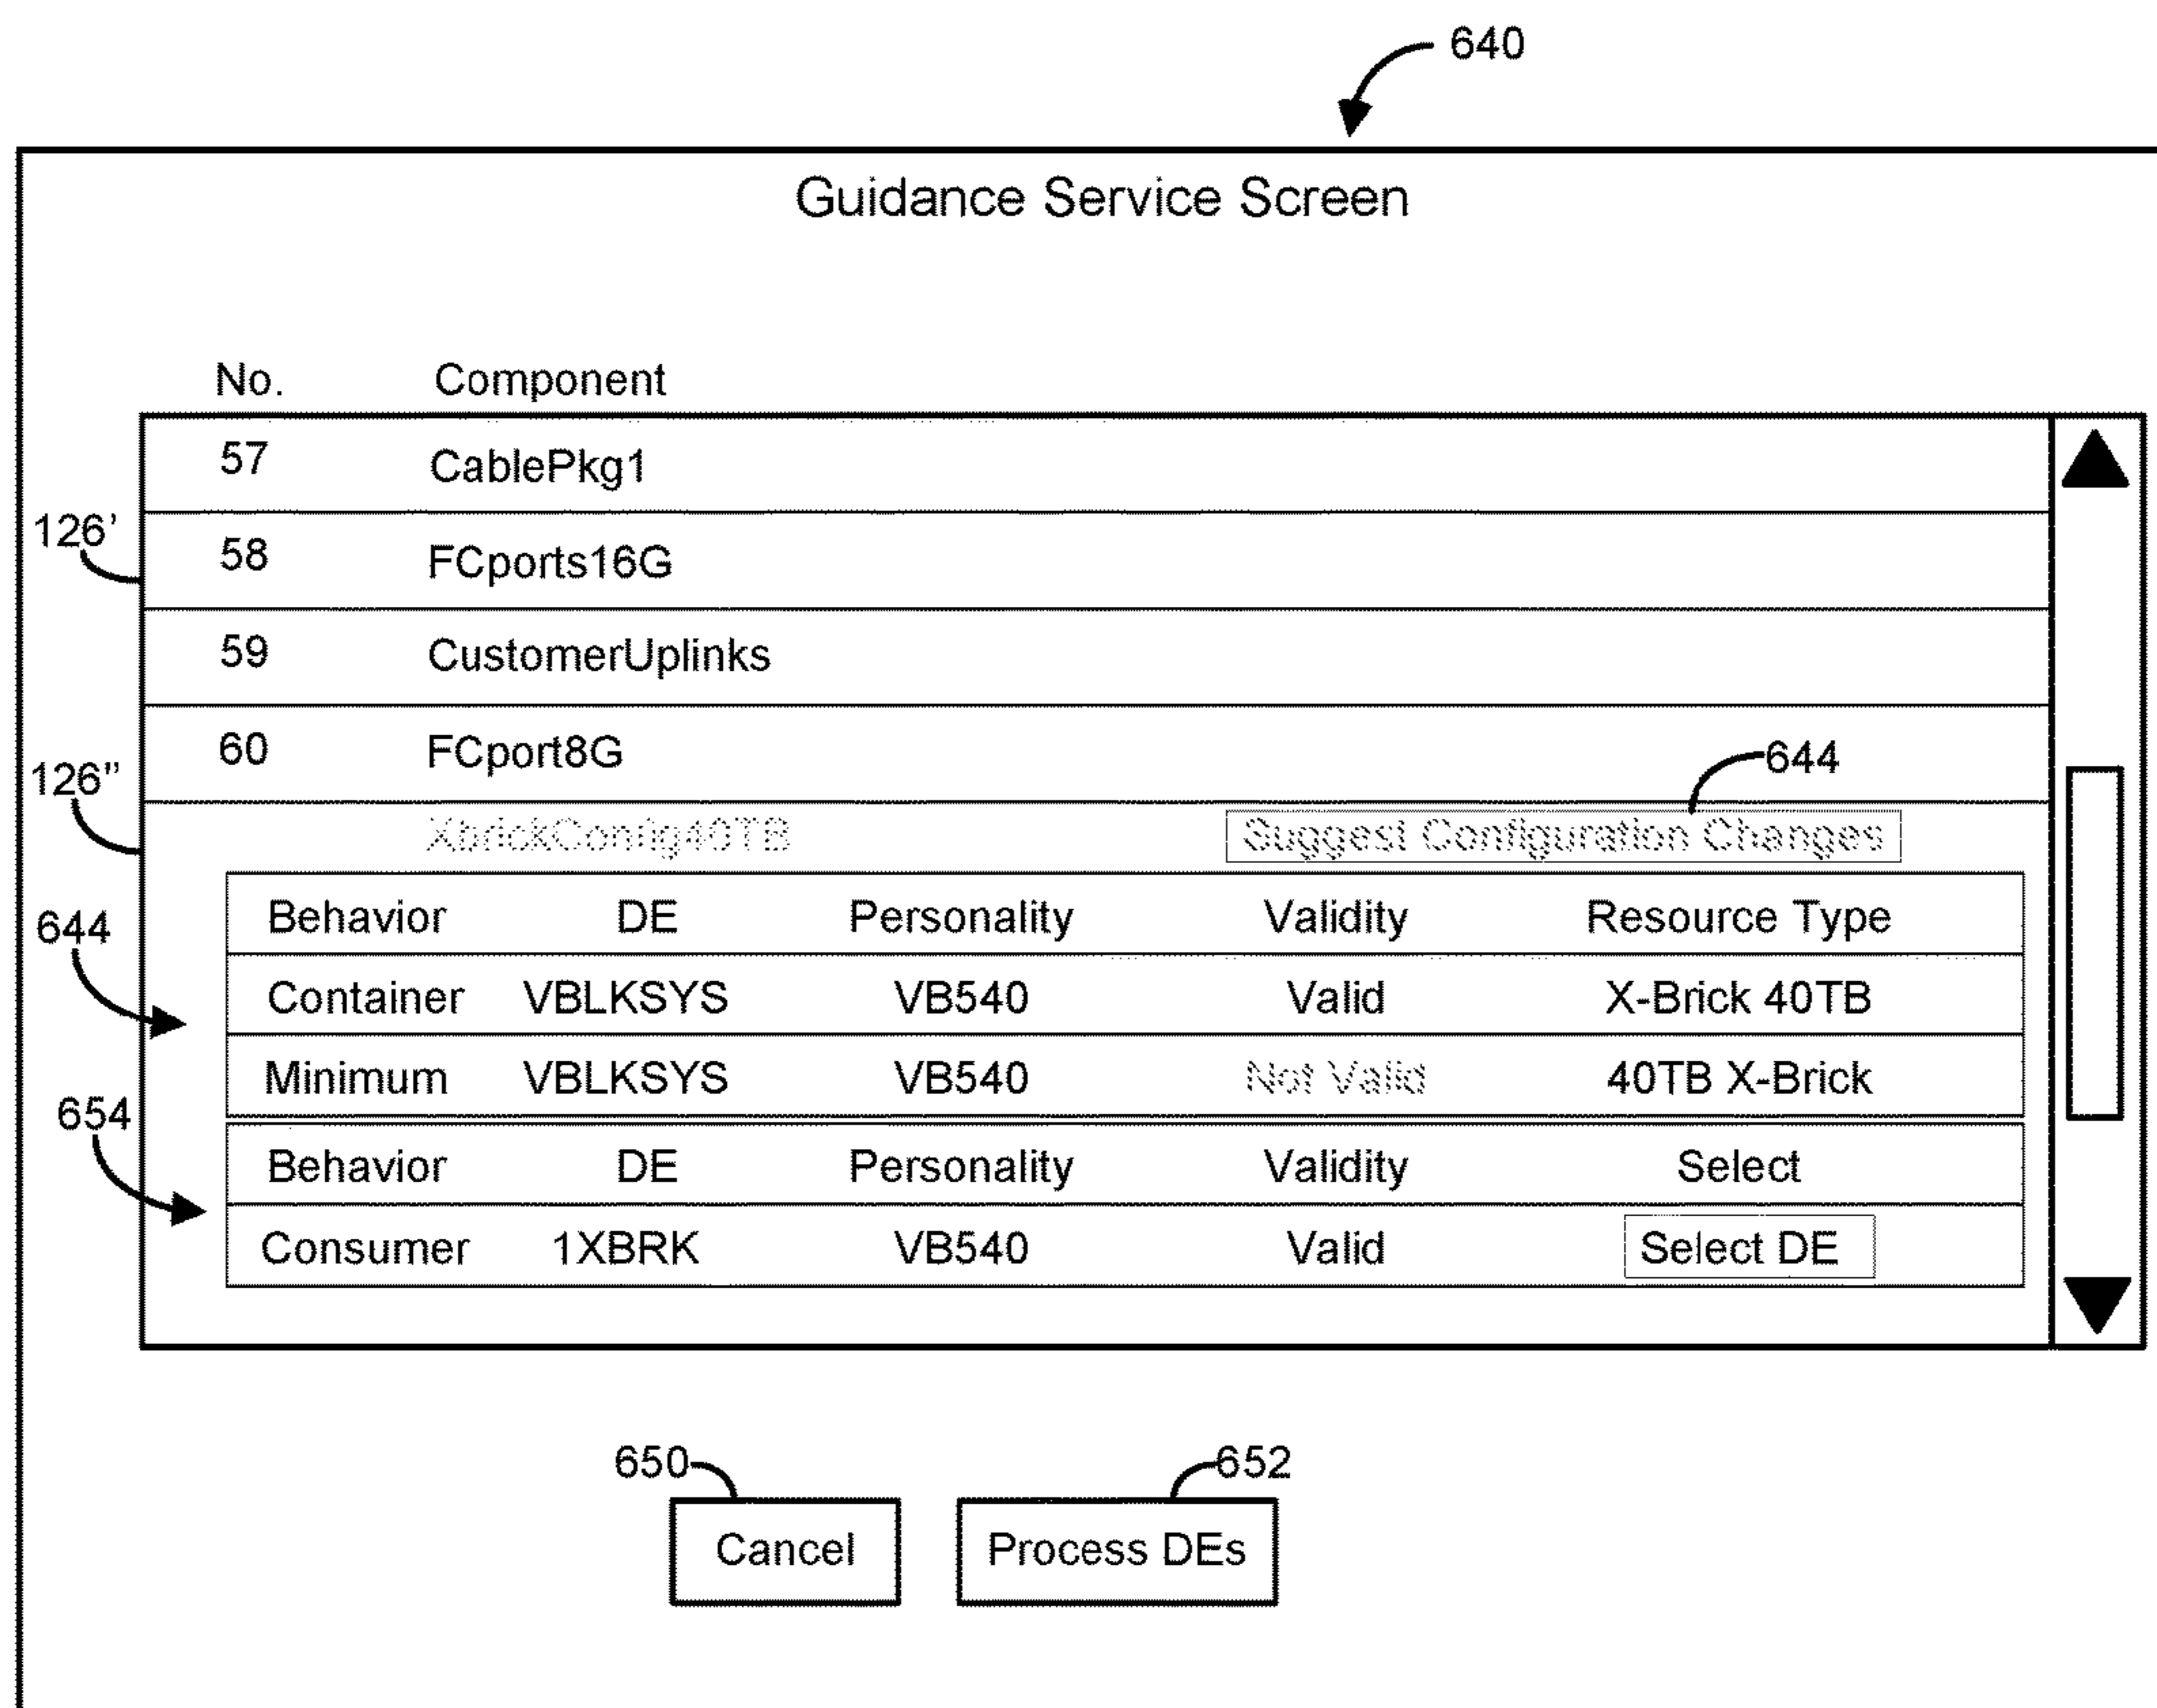 640
Guidance Service Screen
No. Component
57 CablePkg1
126’
58 FCports16G
59 CustomerUplinks
60 FCport8G
644
126”
XbrickConfig40TB Suggest Configuration Changes
Behavior DE Personality Validity Resource Type
644
Container VBLKSYS VB540 Valid X-Brick 40TB
Minimum VBLKSYS VB540 Not Valid 40TB X-Brick
654
Behavior DE Personality Validity Select
Consumer 1XBRK VB540 Valid Select DE
650 652
Cancel Process DEs